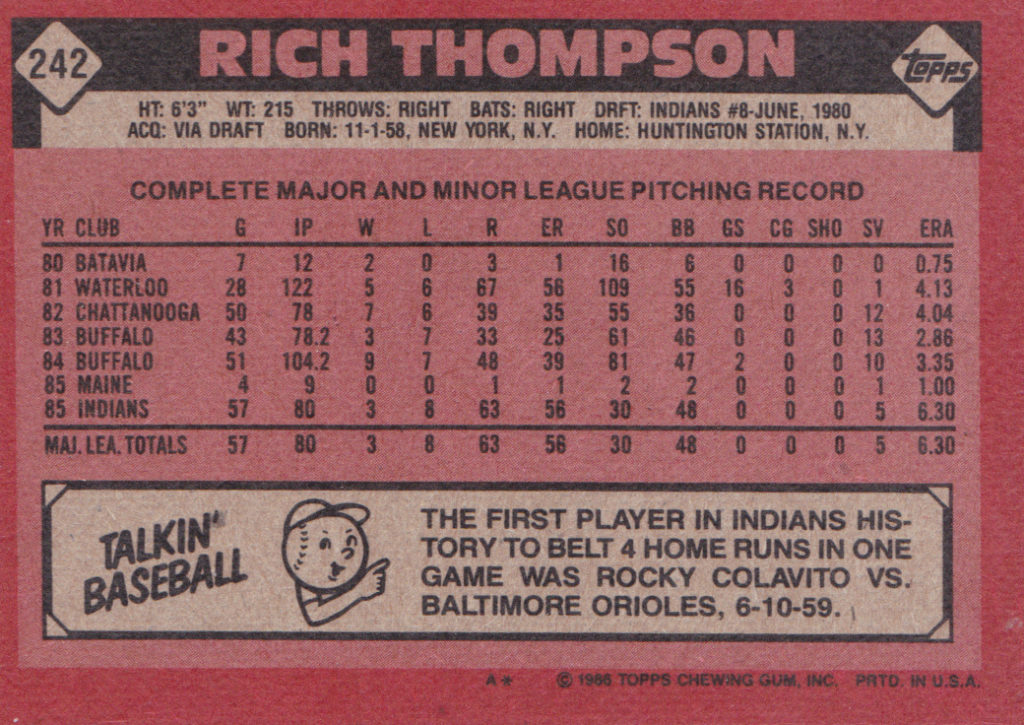 242 RICH THOMPSON topps
HT: 6'3" WT: 215 THROWS: RIGHT BATS: RIGHT DRFT: INDIANS #8-JUNE, 1980
ACQ: VIA DRAFT BORN: 11-1-58, NEW YORK, N.Y. HOME: HUNTINGTON STATION, N.Y.
COMPLETE MAJOR AND MINOR LEAGUE PITCHING RECORD
YR CLUB G IP W L R ER SO BB GS CG SHO SV ERA
80 BATAVIA 7 12 2 0 3 1 16 6 0 0 0 0 0.75
81 WATERLOO 28 122 5 6 67 56 109 55 16 3 0 1 4.13
82 CHATTANOOGA 50 78 7 6 39 35 55 36 0 0 0 12 4.04
83 BUFFALO 43 78.2 3 7 33 25 61 46 0 0 0 13 2.86
84 BUFFALO 51 104.2 9 7 48 39 81 47 2 0 0 10 3.35
85 MAINE 4 9 0 0 1 1 2 2 0 0 0 1 1.00
85 INDIANS 57 80 3 8 63 56 30 48 0 0 0 5 6.30
MAJ. LEA. TOTALS 57 80 3 8 63 56 30 48 0 0 0 5 6.30
TALKIN'
BASEBALL
THE FIRST PLAYER IN INDIANS HIS-
TORY TO BELT 4 HOME RUNS IN ONE
GAME WAS ROCKY COLAVITO VS.
BALTIMORE ORIOLES, 6-10-59.
A* © 1986 TOPPS CHEWING GUM, INC. PRTD. IN U.S.A.